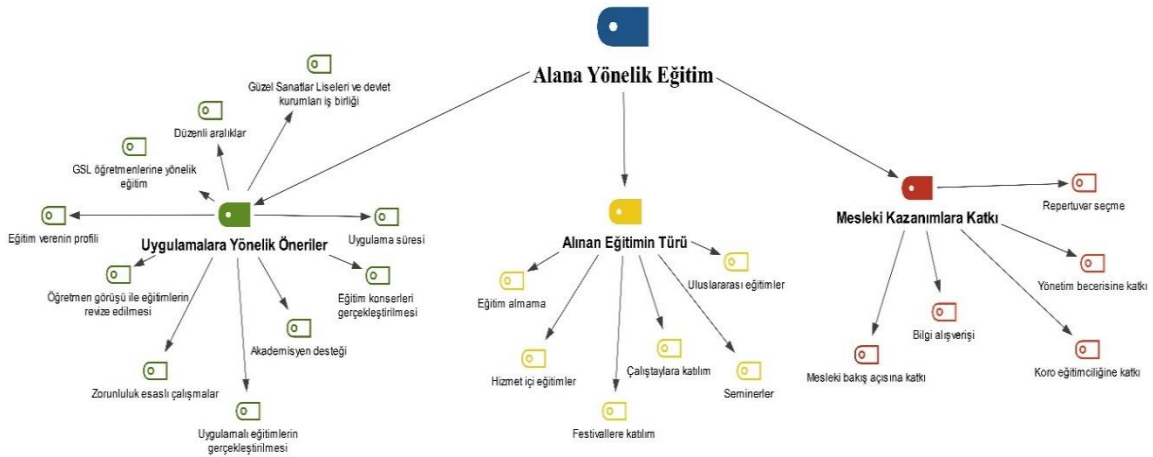 Alana Yönelik Eğitim
Güzel Sanatlar Liseleri ve devlet
kurumları iş birliği
Düzenli aralıklar
GSL öğretmenlerine yönelik
eğitim
Eğitim verenin profili
Uygulamalara Yönelik Öneriler
Uygulama süresi
Öğretmen görüşü ile eğitimlerin
revize edilmesi
Eğitim konserleri
gerçekleştirilmesi
Akademisyen desteği
Zorunluluk esaslı çalışmalar
Uygulamalı eğitimlerin
gerçekleştirilmesi
Alınan Eğitimin Türü
Eğitim almama
Uluslararası eğitimler
Hizmet içi eğitimler
Çalıştaylara katılım
Seminerler
Festivallere katılım
Mesleki Kazanımlara Katkı
Repertuvar seçme
Yönetim becerisine katkı
Bilgi alışverişi
Mesleki bakış açısına katkı
Koro eğitimciliğine katkı